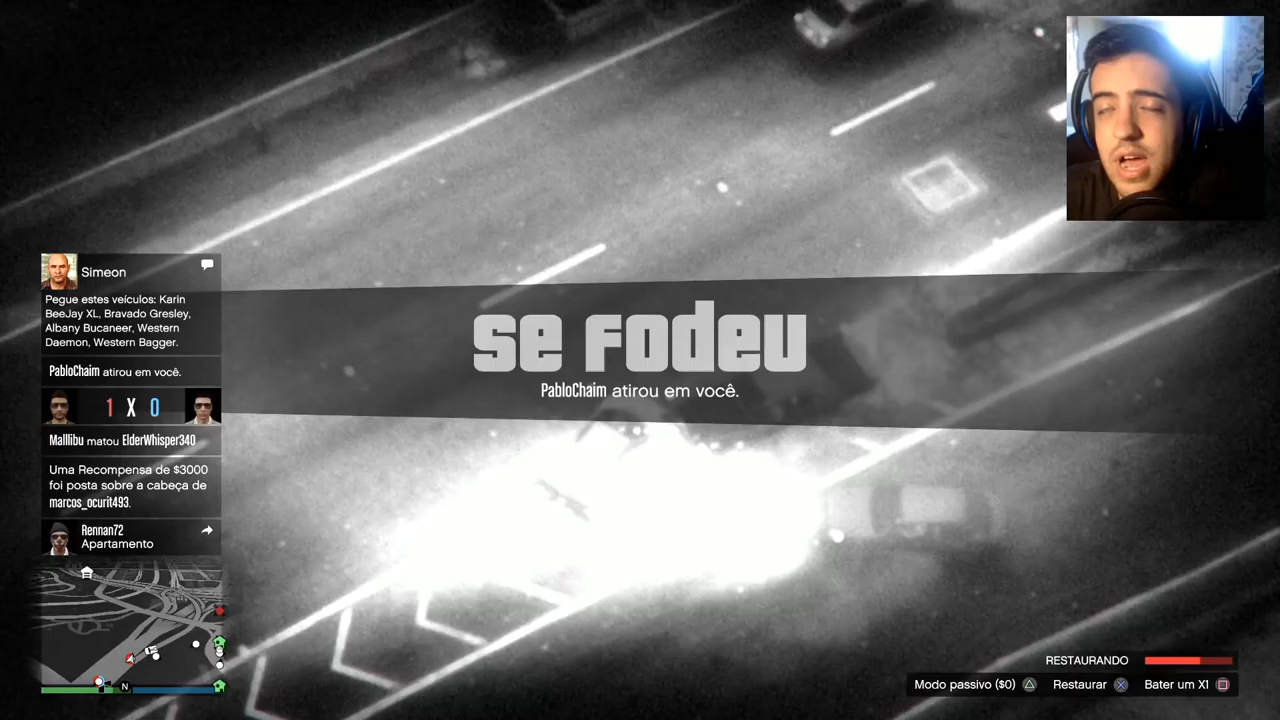 Simeon
Pegue estes veículos: Karin
BeeJay XL, Bravado Gresley,
Albany Bucaneer, Western
Daemon, Western Bagger.
PabloChaim atirou em você.
1 X 0
Malllibu matou ElderWhisper340
Uma Recompensa de $3000
foi posta sobre a cabeça de
marcos_ocurit493.
Rennan72
Apartamento
N
se fodeu
PabloChaim atirou em você.
RESTAURANDO
Modo passivo ($0) Restaurar Bater um X1